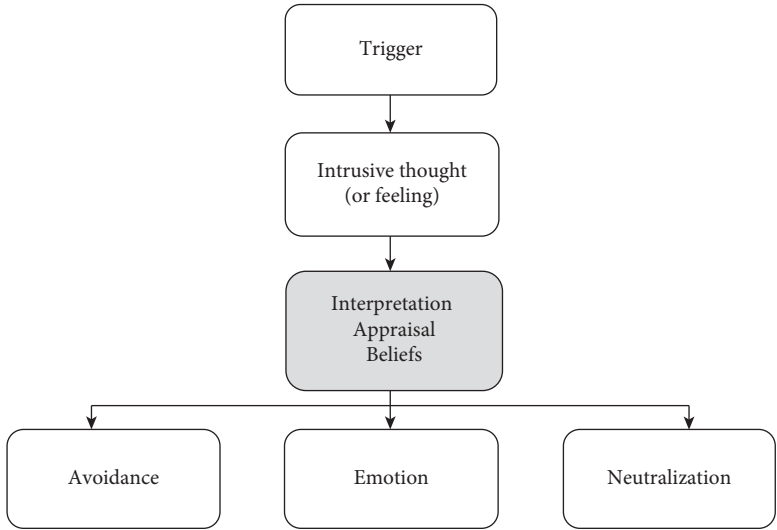 Trigger
Intrusive thought
(or feeling)
Interpretation
Appraisal
Beliefs
Avoidance
Emotion
Neutralization